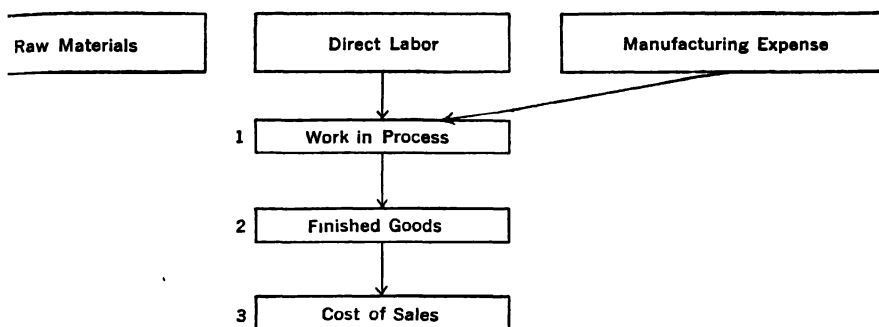 Raw Materials Direct Labor Manufacturing Expense
1 Work in Process
2 Finished Goods
3 Cost of Sales